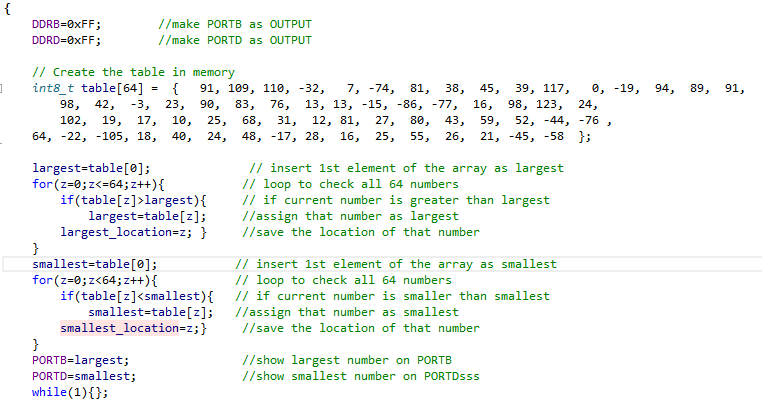 {
DDRB=0xFF; //make PORTB as OUTPUT
DDRD=0xFF; //make PORTD as OUTPUT
// Create the table in memory
int8_t table[64] = { 91, 109, 110, -32, 7, -74, 81, 38, 45, 39, 117, 0, -19, 94, 89, 91,
98, 42, -3, 23, 90, 83, 76, 13, 13, -15, -86, -77, 16, 98, 123, 24,
102, 19, 17, 10, 25, 68, 31, 12, 81, 27, 80, 43, 59, 52, -44, -76 ,
64, -22, -105, 18, 40, 24, 48, -17, 28, 16, 25, 55, 26, 21, -45, -58 };
largest=table[0]; // insert 1st element of the array as largest
for(z=0;z<=64;z++){ // loop to check all 64 numbers
if(table[z]>largest){ // if current number is greater than largest
largest=table[z]; //assign that number as largest
largest_location=z; } //save the location of that number
}
smallest=table[0]; // insert 1st element of the array as smallest
for(z=0;z<64;z++){ // loop to check all 64 numbers
if(table[z]<smallest){ // if current number is smaller than smallest
smallest=table[z]; //assign that number as smallest
smallest_location=z;} //save the location of that number
}
PORTB=largest; //show largest number on PORTB
PORTD=smallest; //show smallest number on PORTDsss
while(1){};